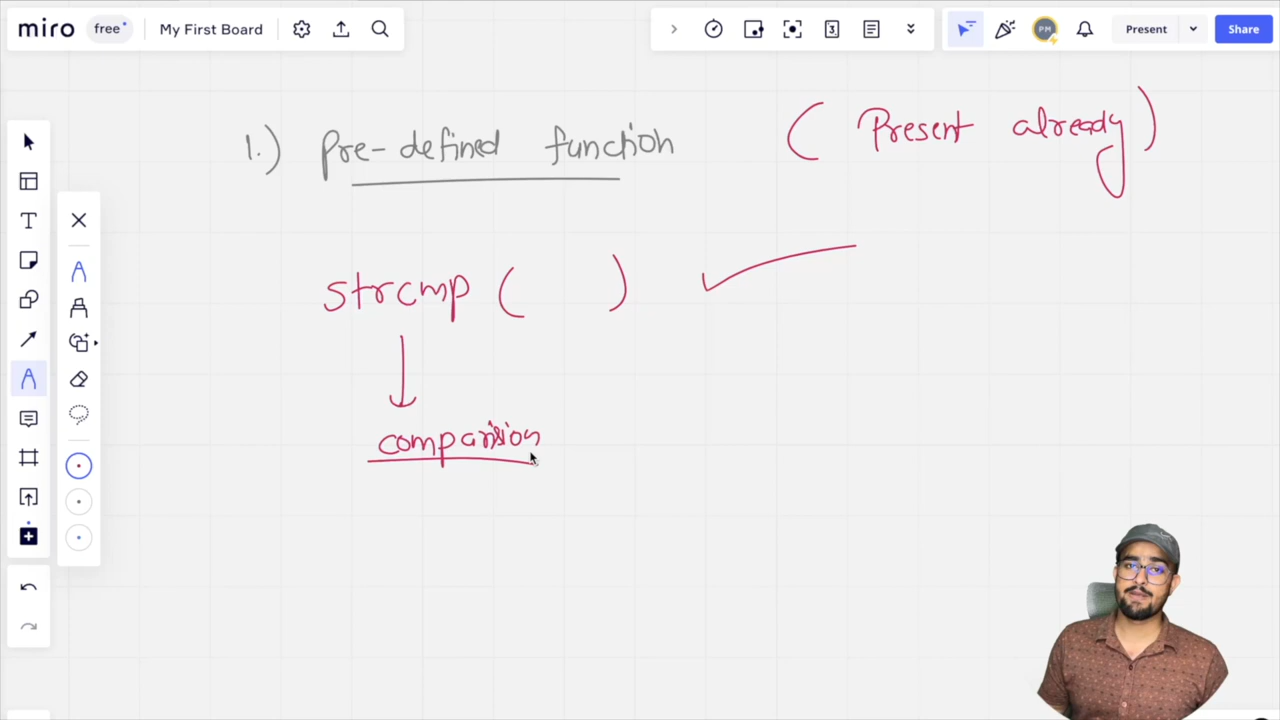 miro free My First Board Present Share
1.) Pre-defined function ( Present already )
strcmp ( )
comparision